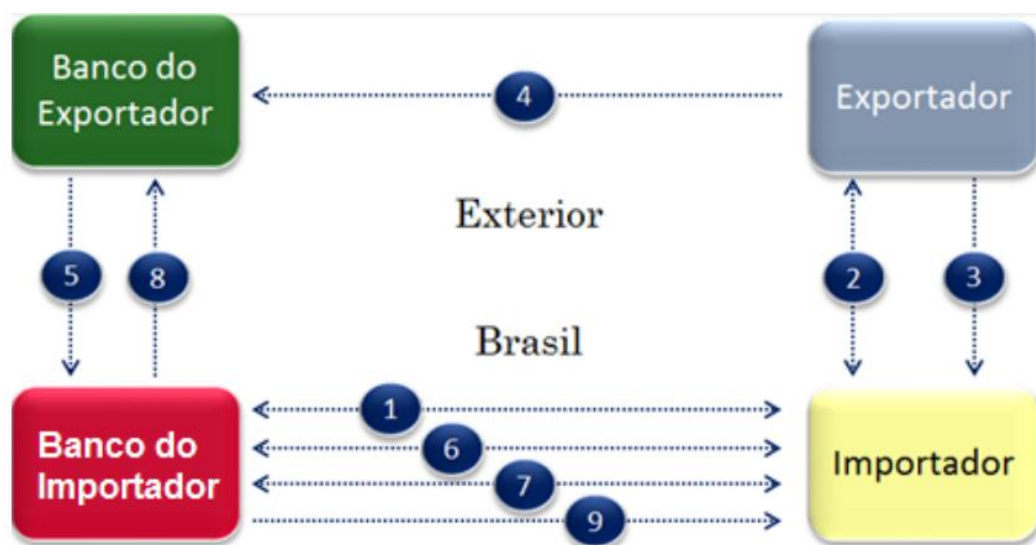 Banco do
Exportador
4
Exportador
Exterior
5
8
2
3
Brasil
Banco do
Importador
1
6
7
9
Importador